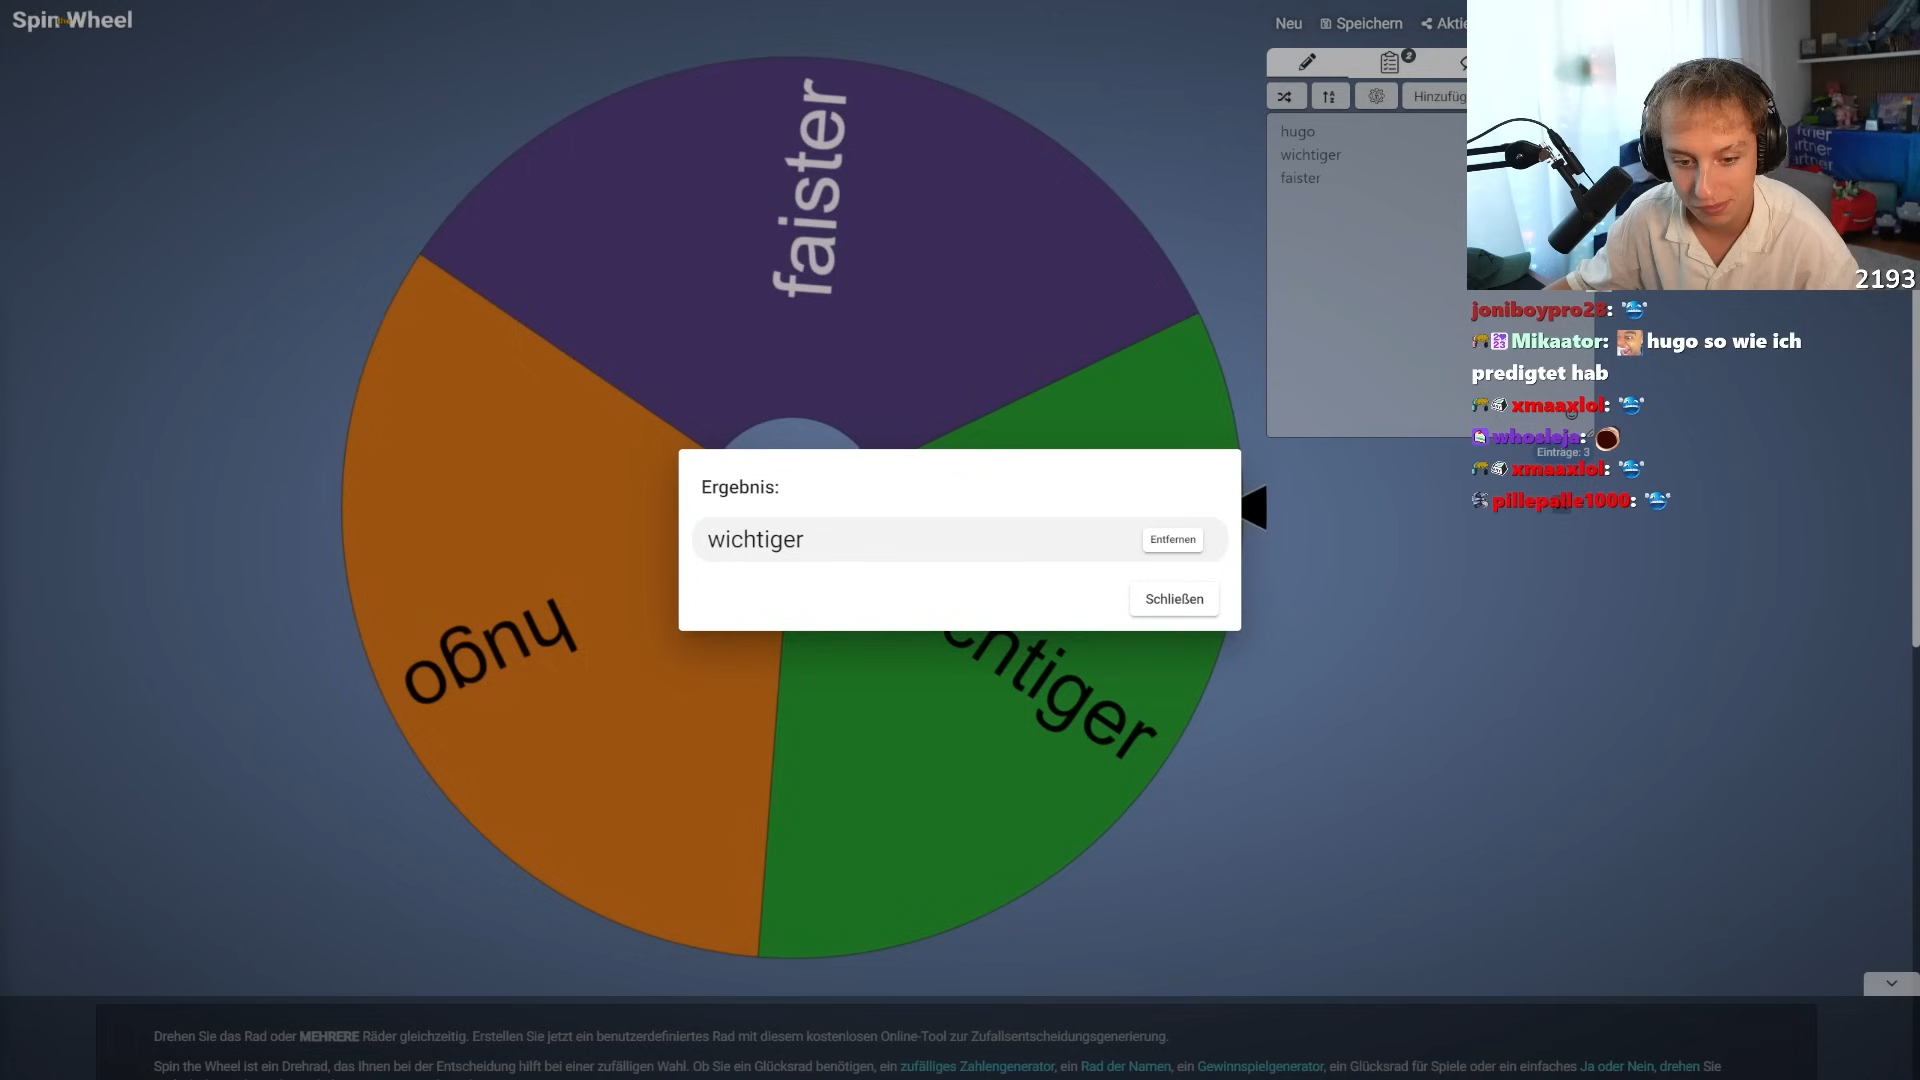 Spin the Wheel
Neu
Speichern
2
Hinzufüg
hugo
wichtiger
faister
Einträge: 3
faister
hugo
chtiger
Ergebnis:
wichtiger
Entfernen
Schließen
2193
joniboypro28:
Mikaator: hugo so wie ich
predigtet hab
xmaaxlol:
whosleja:
xmaaxlol:
pillepalle1000:
Drehen Sie das Rad oder MEHRERE Räder gleichzeitig. Erstellen Sie jetzt ein benutzerdefiniertes Rad mit diesem kostenlosen Online-Tool zur Zufallsentscheidungsgenerierung.
Spin the Wheel ist ein Drehrad, das Ihnen bei der Entscheidung hilft bei einer zufälligen Wahl. Ob Sie ein Glücksrad benötigen, ein zufälliges Zahlengenerator, ein Rad der Namen, ein Gewinnspielgenerator, ein Glücksrad für Spiele oder ein einfaches Ja oder Nein, drehen Sie